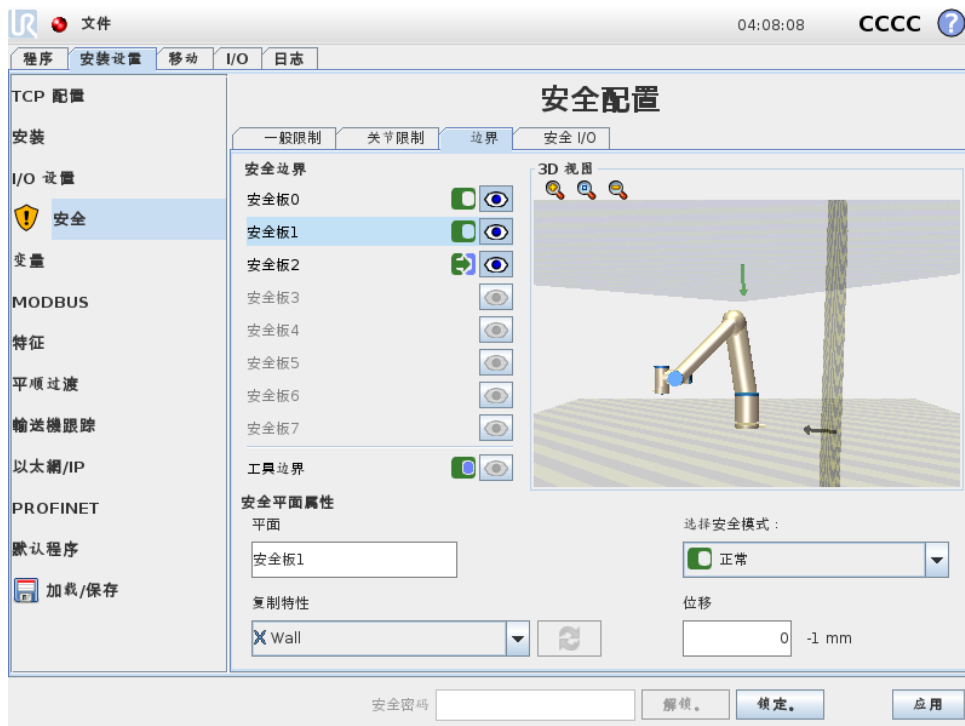 UR 文件 04:08:08 CCCC ?
程序 安装设置 移动 I/O 日志
TCP 配置
安装
I/O 设置
安全
变量
MODBUS
特征
平顺过渡
輸送機跟踪
以太網/IP
PROFINET
默认程序
加载/保存
安全配置
一般限制 关节限制 边界 安全 I/O
安全边界
安全板0
安全板1
安全板2
安全板3
安全板4
安全板5
安全板6
安全板7
工具边界
3D 视图
安全平面属性
平面
安全板1
复制特性
Wall
选择安全模式：
正常
位移
0 -1 mm
安全密码 解锁。 锁定。 应用